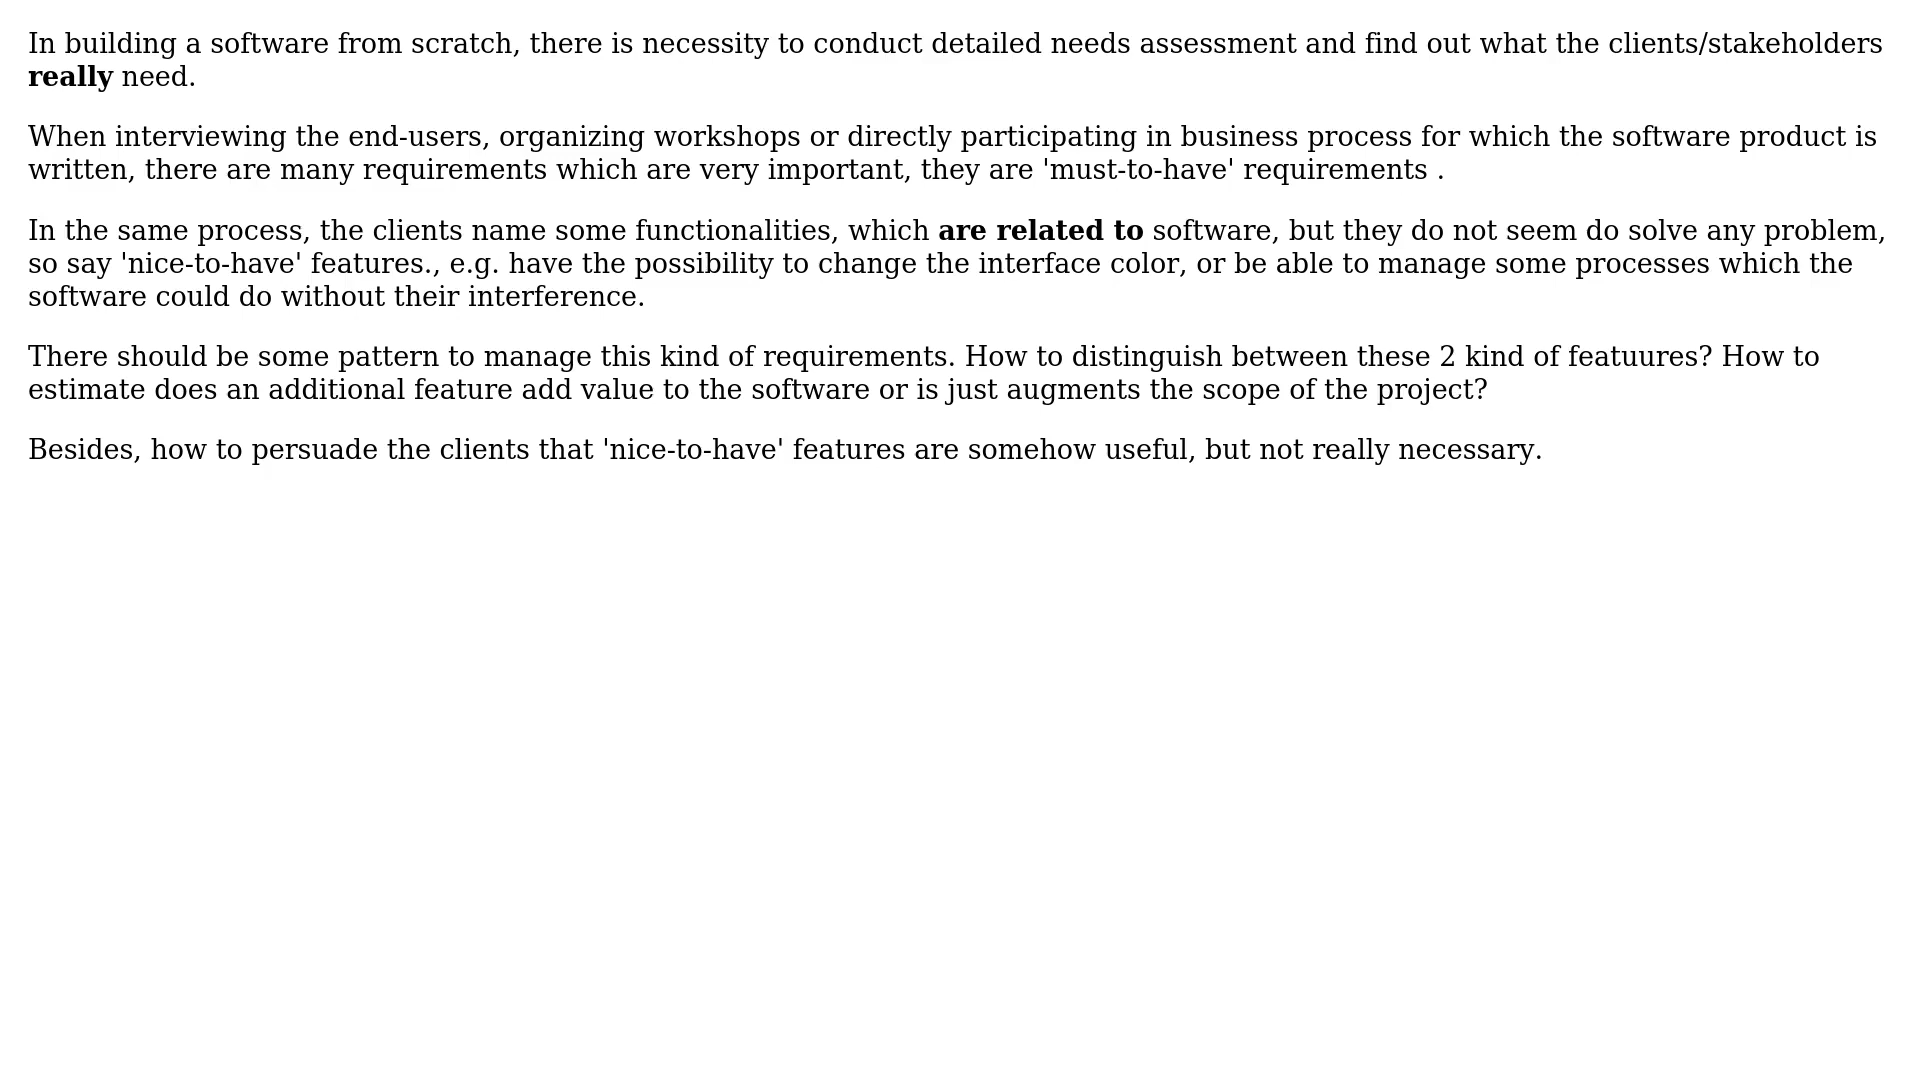 In building a software from scratch, there is necessity to conduct detailed needs assessment and find out what the clients/stakeholders
really need.
When interviewing the end-users, organizing workshops or directly participating in business process for which the software product is
written, there are many requirements which are very important, they are 'must-to-have' requirements .
In the same process, the clients name some functionalities, which are related to software, but they do not seem do solve any problem,
so say 'nice-to-have' features., e.g. have the possibility to change the interface color, or be able to manage some processes which the
software could do without their interference.
There should be some pattern to manage this kind of requirements. How to distinguish between these 2 kind of featuures? How to
estimate does an additional feature add value to the software or is just augments the scope of the project?
Besides, how to persuade the clients that 'nice-to-have' features are somehow useful, but not really necessary.